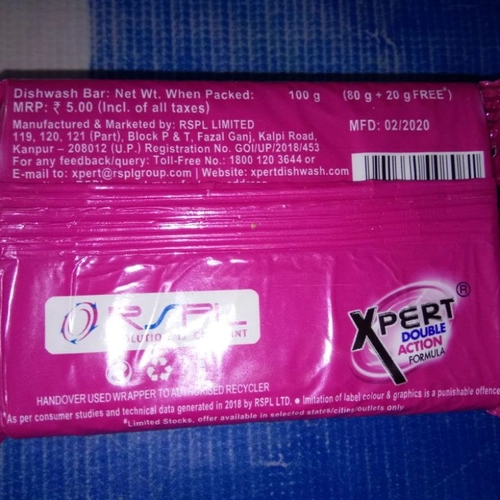 Dishwash Bar: Net Wt. When Packed: 100 g (80 g + 20 g FREE#)
MRP: ₹ 5.00 (Incl. of all taxes)
Manufactured & Marketed by: RSPL LIMITED MFD: 02/2020
119, 120, 121 (Part), Block P & T, Fazal Ganj, Kalpi Road,
Kanpur – 208012 (U.P.) Registration No. GOI/UP/2018/453
For any feedback/query: Toll-Free No.: 1800 120 3644 or
E-mail to: xpert@rsplgroup.com | Website: xpertdishwash.com
RSPL
XPERT ®
DOUBLE
ACTION
FORMULA
HANDOVER USED WRAPPER TO AUTHORISED RECYCLER
● Imitation of label colour & graphics is a punishable offence
*As per consumer studies and technical data generated in 2018 by RSPL LTD.
#Limited Stocks, offer available in selected states/cities/outlets only